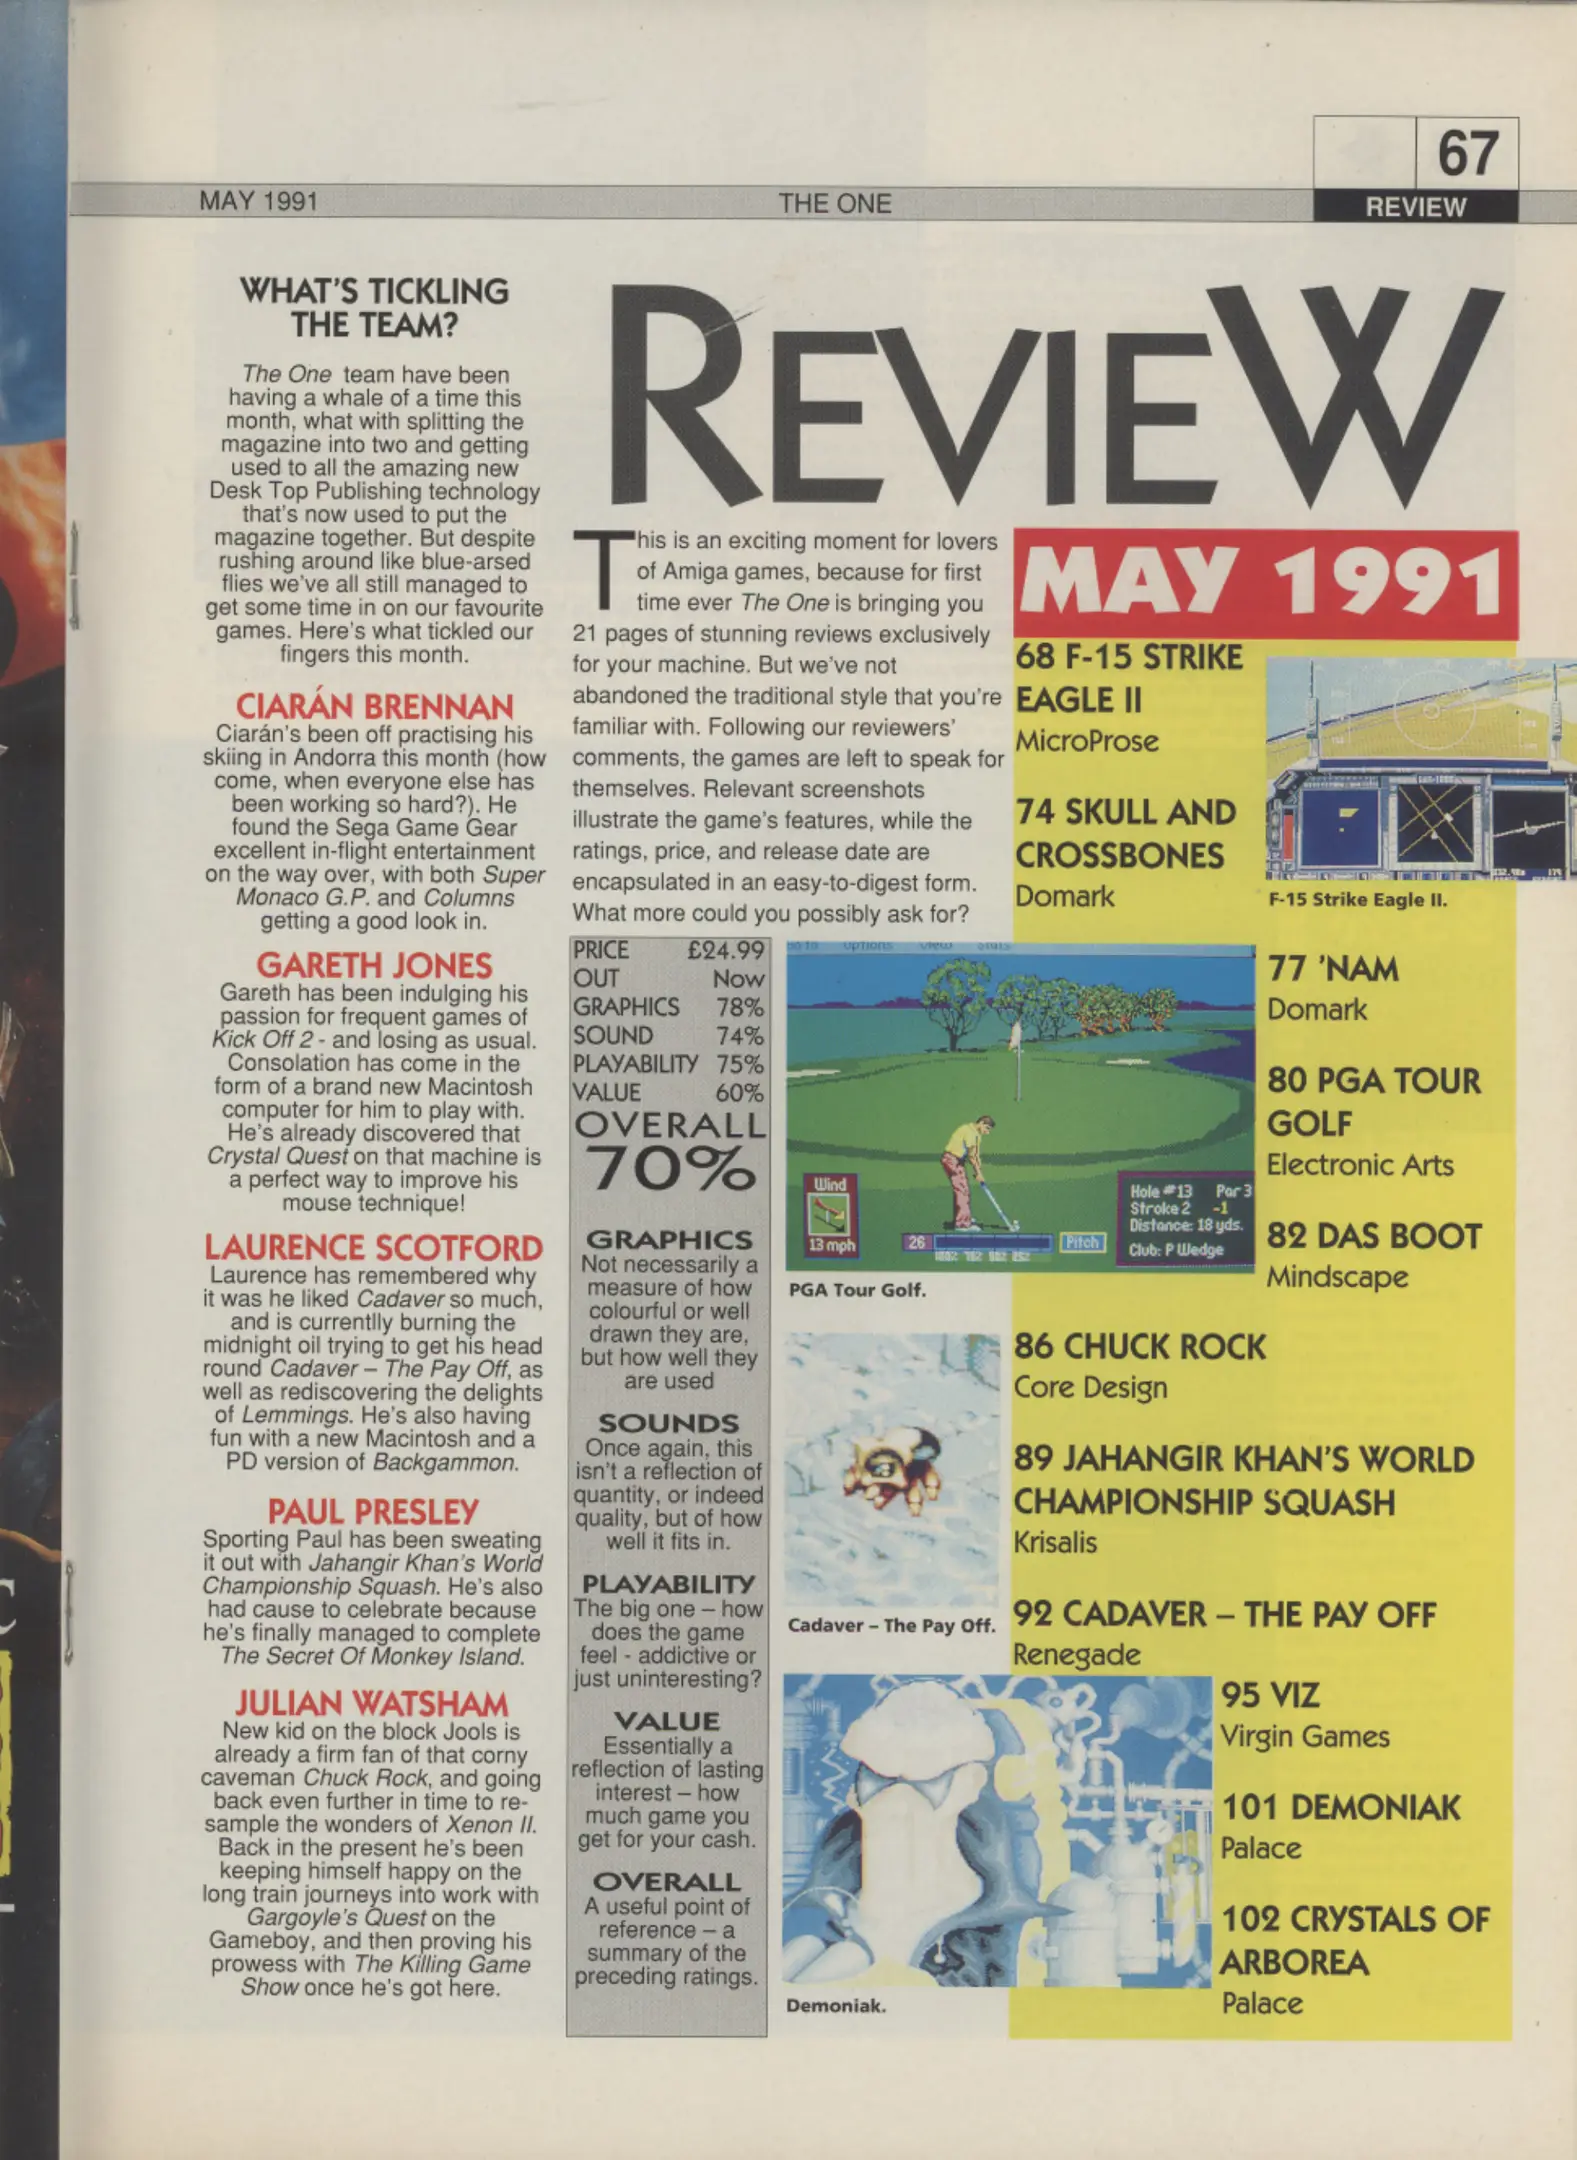 67
MAY 1991
THE ONE
REVIEW
WHAT'S TICKLING
THE TEAM?
The One team have been
having a whale of a time this
month, what with splitting the
magazine into two and getting
used to all the amazing new
Desk Top Publishing technology
that's now used to put the
magazine together. But despite
rushing around like blue-arsed
flies we've all still managed to
get some time in on our favourite
games. Here's what tickled our
fingers this month.
CIARÁN BRENNAN
Ciarán's been off practising his
skiing in Andorra this month (how
come, when everyone else has
been working so hard?). He
found the Sega Game Gear
excellent in-flight entertainment
on the way over, with both Super
Monaco G.P. and Columns
getting a good look in.
GARETH JONES
Gareth has been indulging his
passion for frequent games of
Kick Off 2 - and losing as usual.
Consolation has come in the
form of a brand new Macintosh
computer for him to play with.
He's already discovered that
Crystal Quest on that machine is
a perfect way to improve his
mouse technique!
LAURENCE SCOTFORD
Laurence has remembered why
it was he liked Cadaver so much,
and is currentlly burning the
midnight oil trying to get his head
round Cadaver – The Pay Off, as
well as rediscovering the delights
of Lemmings. He's also having
fun with a new Macintosh and a
PD version of Backgammon.
PAUL PRESLEY
Sporting Paul has been sweating
it out with Jahangir Khan's World
Championship Squash. He's also
had cause to celebrate because
he's finally managed to complete
The Secret Of Monkey Island.
JULIAN WATSHAM
New kid on the block Jools is
already a firm fan of that corny
caveman Chuck Rock, and going
back even further in time to re-
sample the wonders of Xenon II.
Back in the present he's been
keeping himself happy on the
long train journeys into work with
Gargoyle's Quest on the
Gameboy, and then proving his
prowess with The Killing Game
Show once he's got here.
REVIEW
This is an exciting moment for lovers
of Amiga games, because for first
time ever The One is bringing you
21 pages of stunning reviews exclusively
for your machine. But we've not
abandoned the traditional style that you're
familiar with. Following our reviewers'
comments, the games are left to speak for
themselves. Relevant screenshots
illustrate the game's features, while the
ratings, price, and release date are
encapsulated in an easy-to-digest form.
What more could you possibly ask for?
PRICE £24.99
OUT Now
GRAPHICS 78%
SOUND 74%
PLAYABILITY 75%
VALUE 60%
OVERALL
70%
GRAPHICS
Not necessarily a
measure of how
colourful or well
drawn they are,
but how well they
are used
SOUNDS
Once again, this
isn't a reflection of
quantity, or indeed
quality, but of how
well it fits in.
PLAYABILITY
The big one – how
does the game
feel - addictive or
just uninteresting?
VALUE
Essentially a
reflection of lasting
interest – how
much game you
get for your cash.
OVERALL
A useful point of
reference – a
summary of the
preceding ratings.
Options View Stats
Wind
13 mph
26
Pitch
Hole #13 Par 3
Stroke 2 -1
Distance: 18 yds.
Club: P Wedge
PGA Tour Golf.
Cadaver – The Pay Off.
Demoniak.
MAY 1991
68 F-15 STRIKE
EAGLE II
MicroProse
74 SKULL AND
CROSSBONES
Domark
F-15 Strike Eagle II.
77 'NAM
Domark
80 PGA TOUR
GOLF
Electronic Arts
82 DAS BOOT
Mindscape
86 CHUCK ROCK
Core Design
89 JAHANGIR KHAN'S WORLD
CHAMPIONSHIP SQUASH
Krisalis
92 CADAVER – THE PAY OFF
Renegade
95 VIZ
Virgin Games
101 DEMONIAK
Palace
102 CRYSTALS OF
ARBOREA
Palace